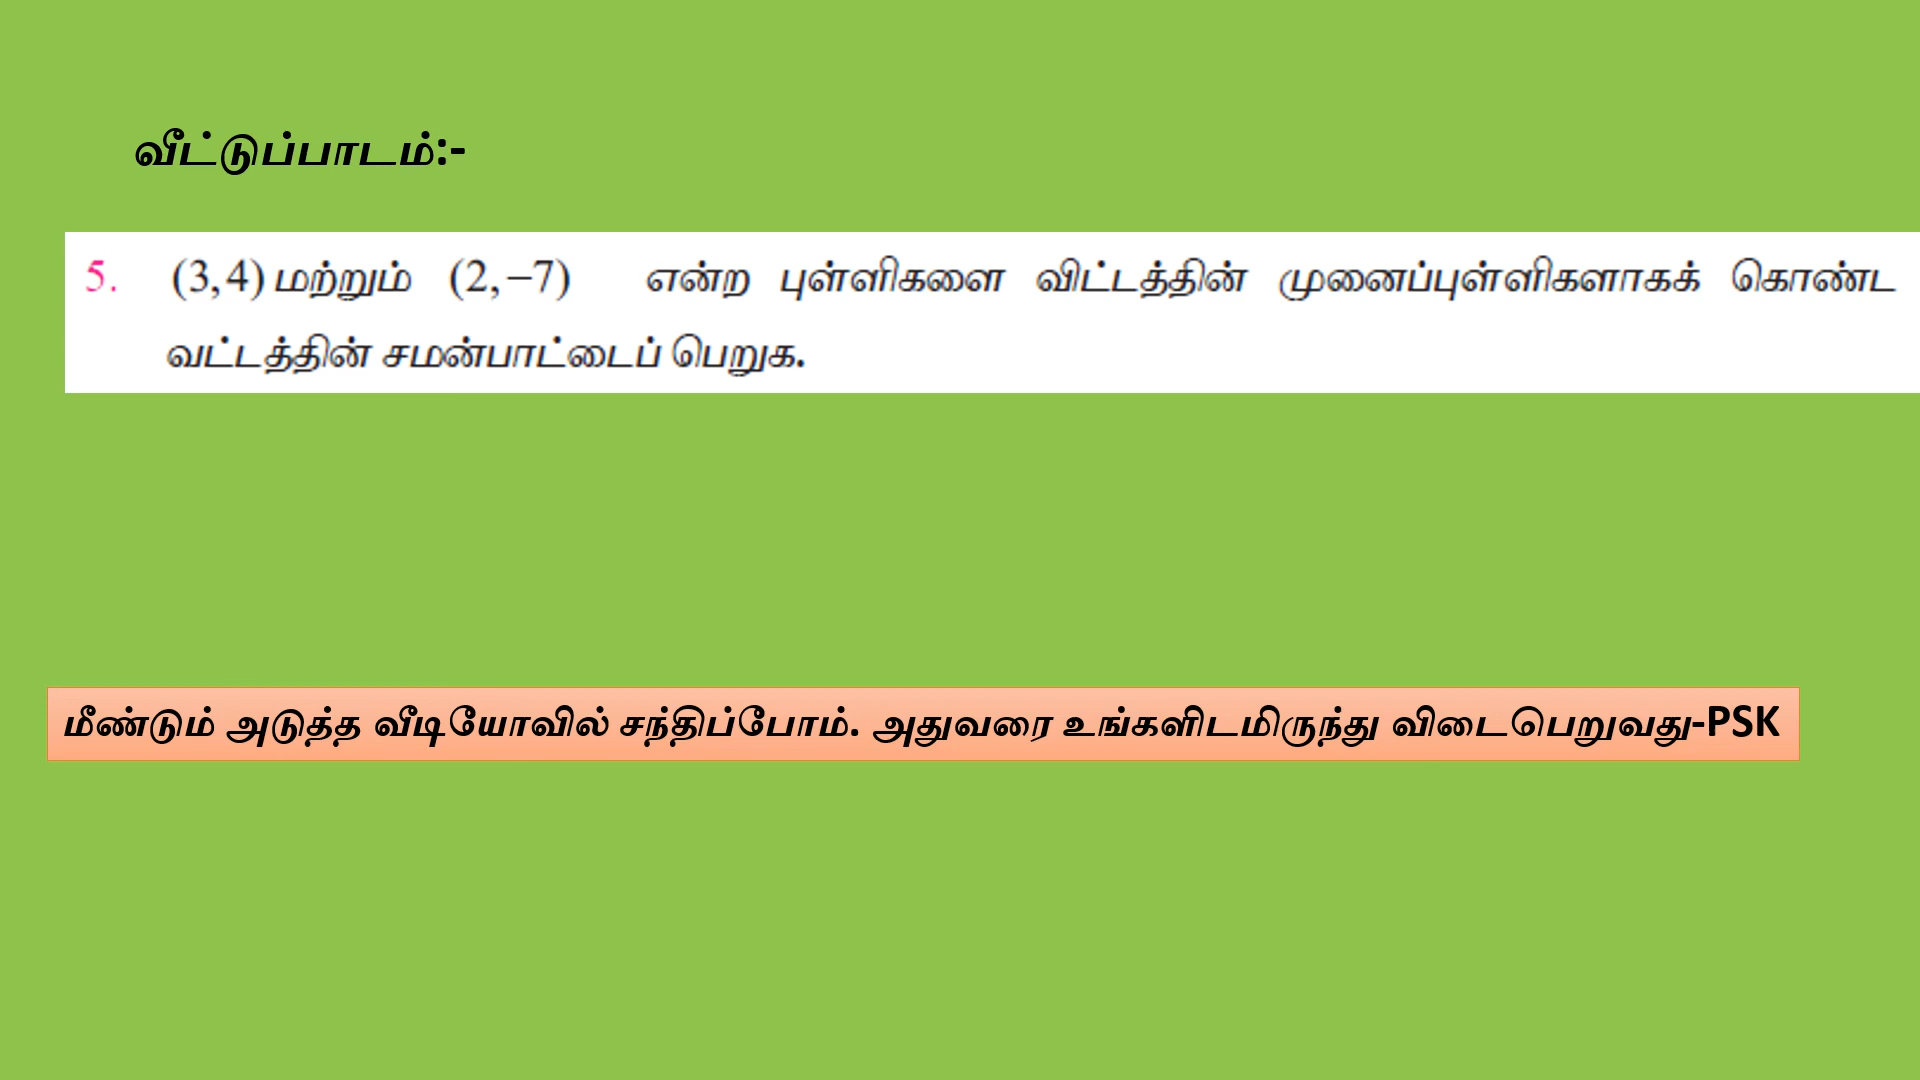 வீட்டுப்பாடம்:-
5. (3,4) மற்றும் (2,–7) என்ற புள்ளிகளை விட்டத்தின் முனைப்புள்ளிகளாகக் கொண்ட
வட்டத்தின் சமன்பாட்டைப் பெறுக.
மீண்டும் அடுத்த வீடியோவில் சந்திப்போம். அதுவரை உங்களிடமிருந்து விடைபெறுவது-PSK